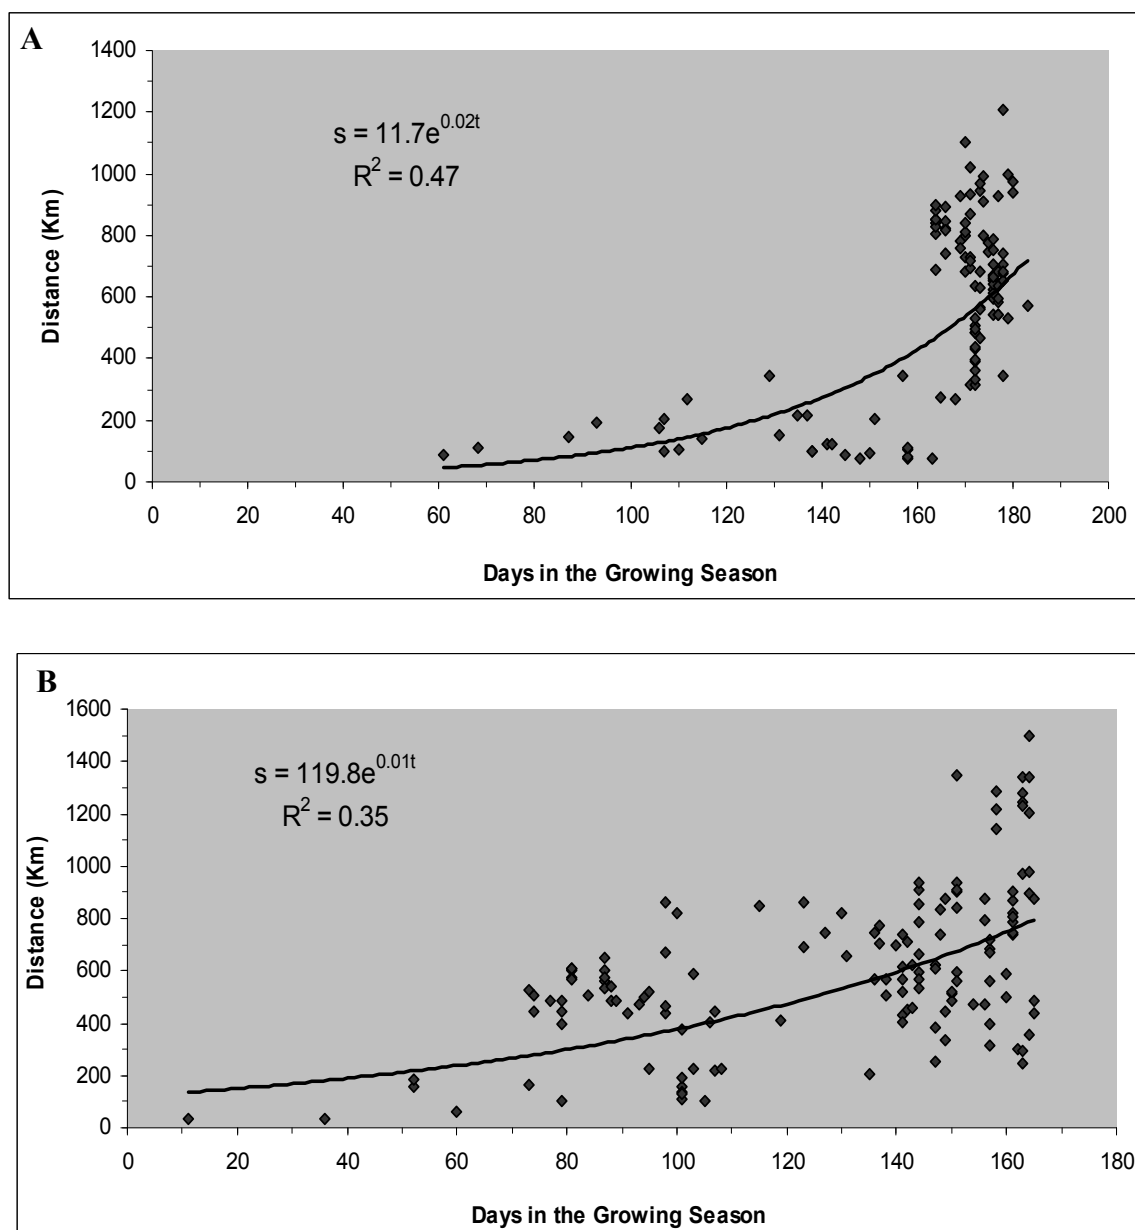 A
1400
1200
1000
800
600
400
200
0
Distance (Km)
s = 11.7e^0.02t
R^2 = 0.47
0 20 40 60 80 100 120 140 160 180 200
Days in the Growing Season
B
1600
1400
1200
1000
800
600
400
200
0
Distance (Km)
s = 119.8e^0.01t
R^2 = 0.35
0 20 40 60 80 100 120 140 160 180
Days in the Growing Season